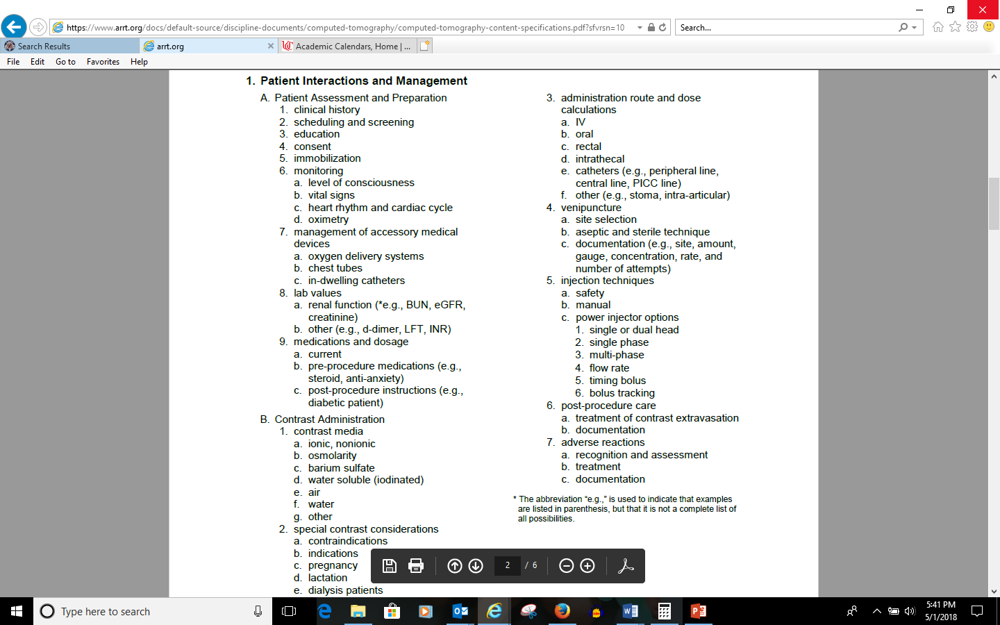 https://www.arrt.org/docs/default-source/discipline-documents/computed-tomography/computed-tomography-content-specifications.pdf?sfvrsn=10
Search...
Search Results
arrt.org
Academic Calendars, Home | ...
File Edit Go to Favorites Help
1. Patient Interactions and Management
A. Patient Assessment and Preparation
1. clinical history
2. scheduling and screening
3. education
4. consent
5. immobilization
6. monitoring
a. level of consciousness
b. vital signs
c. heart rhythm and cardiac cycle
d. oximetry
7. management of accessory medical
devices
a. oxygen delivery systems
b. chest tubes
c. in-dwelling catheters
8. lab values
a. renal function (*e.g., BUN, eGFR,
creatinine)
b. other (e.g., d-dimer, LFT, INR)
9. medications and dosage
a. current
b. pre-procedure medications (e.g.,
steroid, anti-anxiety)
c. post-procedure instructions (e.g.,
diabetic patient)
B. Contrast Administration
1. contrast media
a. ionic, nonionic
b. osmolarity
c. barium sulfate
d. water soluble (iodinated)
e. air
f. water
g. other
2. special contrast considerations
a. contraindications
b. indications
c. pregnancy
d. lactation
e. dialysis patients
3. administration route and dose
calculations
a. IV
b. oral
c. rectal
d. intrathecal
e. catheters (e.g., peripheral line,
central line, PICC line)
f. other (e.g., stoma, intra-articular)
4. venipuncture
a. site selection
b. aseptic and sterile technique
c. documentation (e.g., site, amount,
gauge, concentration, rate, and
number of attempts)
5. injection techniques
a. safety
b. manual
c. power injector options
1. single or dual head
2. single phase
3. multi-phase
4. flow rate
5. timing bolus
6. bolus tracking
6. post-procedure care
a. treatment of contrast extravasation
b. documentation
7. adverse reactions
a. recognition and assessment
b. treatment
c. documentation
* The abbreviation “e.g.,” is used to indicate that examples
are listed in parenthesis, but that it is not a complete list of
all possibilities.
2 / 6
Type here to search
5:41 PM
5/1/2018